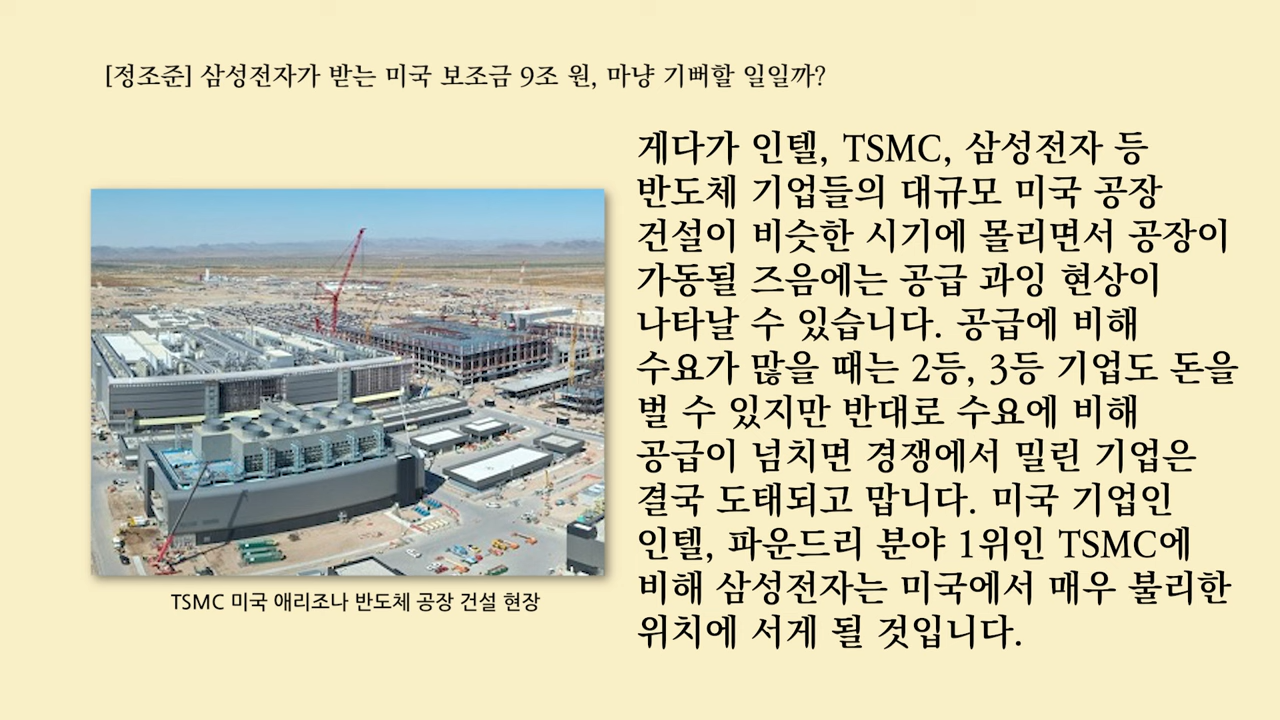 [정조준] 삼성전자가 받는 미국 보조금 9조 원, 마냥 기뻐할 일일까?
게다가 인텔, TSMC, 삼성전자 등
반도체 기업들의 대규모 미국 공장
건설이 비슷한 시기에 몰리면서 공장이
가동될 즈음에는 공급 과잉 현상이
나타날 수 있습니다. 공급에 비해
수요가 많을 때는 2등, 3등 기업도 돈을
벌 수 있지만 반대로 수요에 비해
공급이 넘치면 경쟁에서 밀린 기업은
결국 도태되고 맙니다. 미국 기업인
인텔, 파운드리 분야 1위인 TSMC에
비해 삼성전자는 미국에서 매우 불리한
위치에 서게 될 것입니다.
TSMC 미국 애리조나 반도체 공장 건설 현장